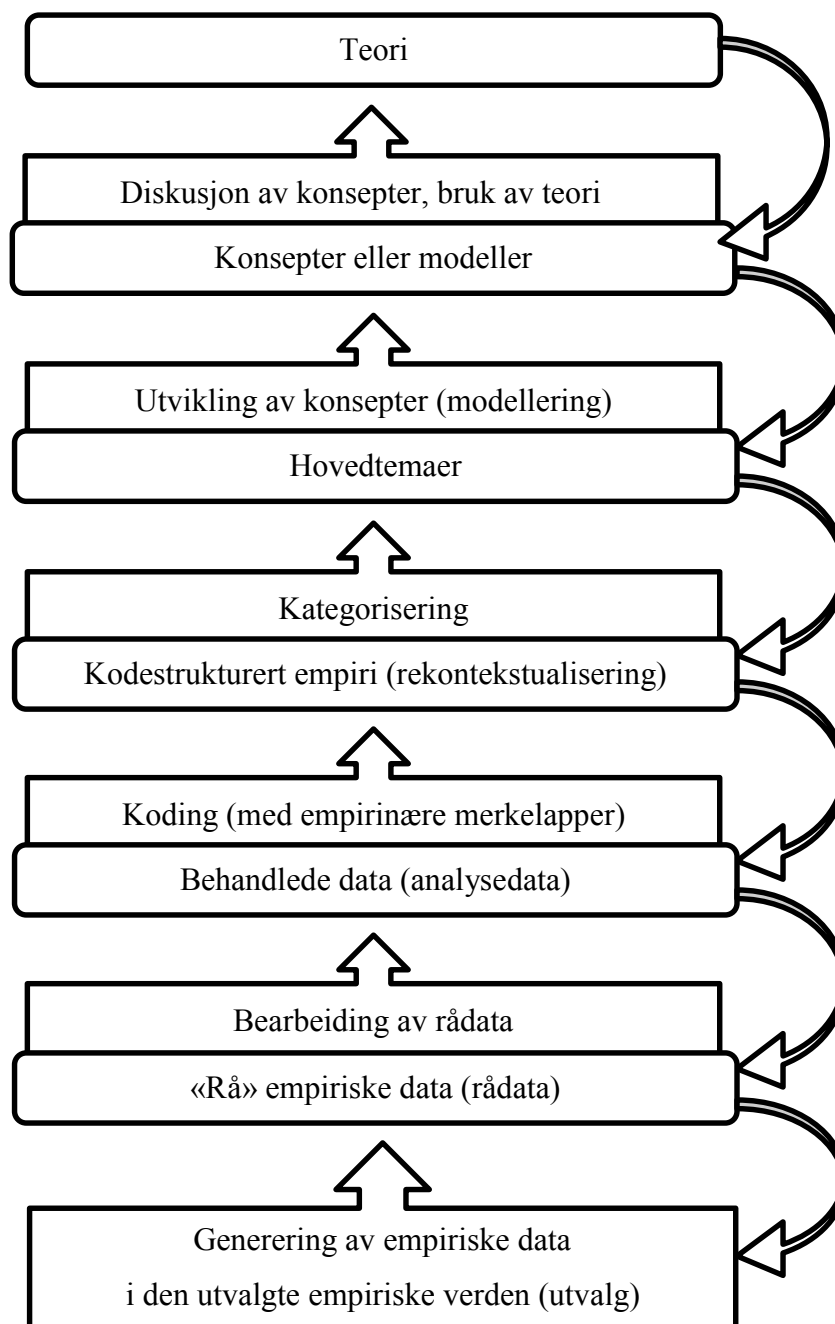 Teori
Diskusjon av konsepter, bruk av teori
Konsepter eller modeller
Utvikling av konsepter (modellering)
Hovedtemaer
Kategorisering
Kodestrukturert empiri (rekontekstualisering)
Koding (med empirinære merkelapper)
Behandlede data (analysedata)
Bearbeiding av rådata
«Rå» empiriske data (rådata)
Generering av empiriske data
i den utvalgte empiriske verden (utvalg)